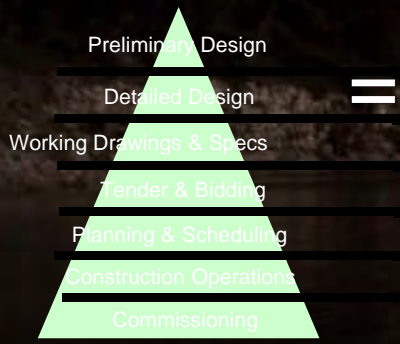 Preliminary Design
Detailed Design
Working Drawings & Specs
Tender & Bidding
Planning & Scheduling
Construction Operations
Commissioning